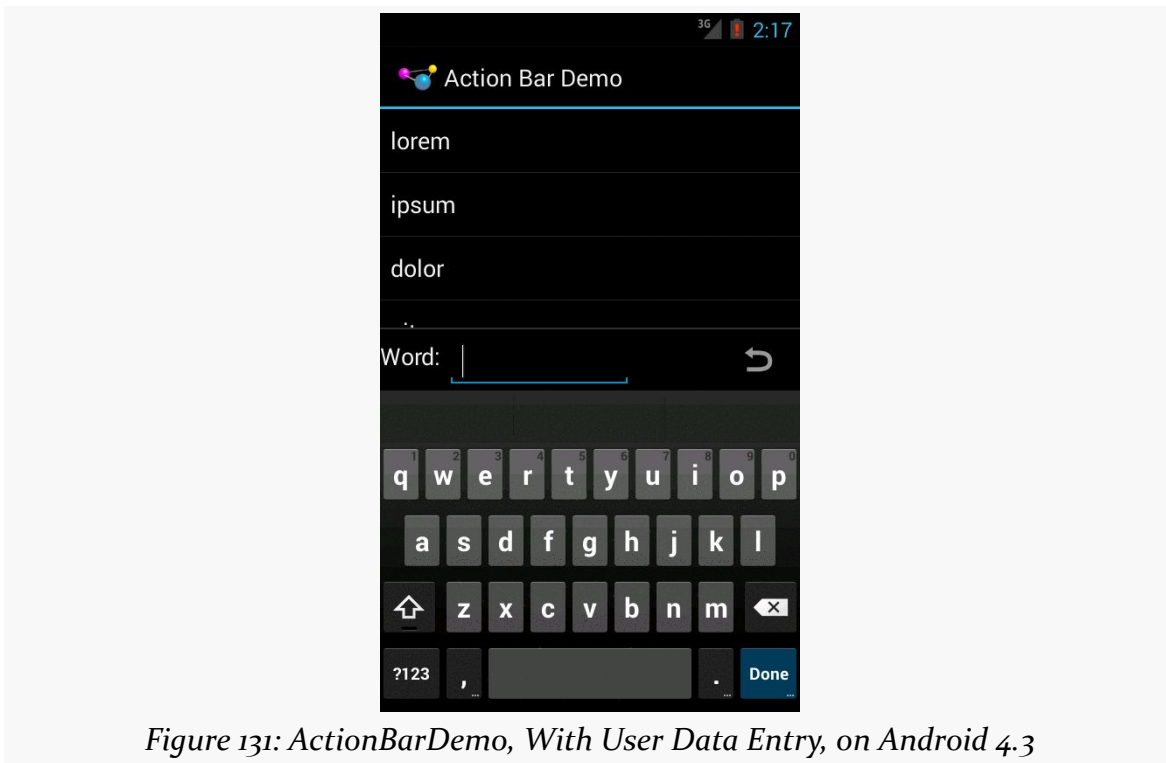 3G 2:17
Action Bar Demo
lorem
ipsum
dolor
Word:
1 2 3 4 5 6 7 8 9 0
q w e r t y u i o p
a s d f g h j k l
z x c v b n m
?123 , . Done
Figure 131: ActionBarDemo, With User Data Entry, on Android 4.3